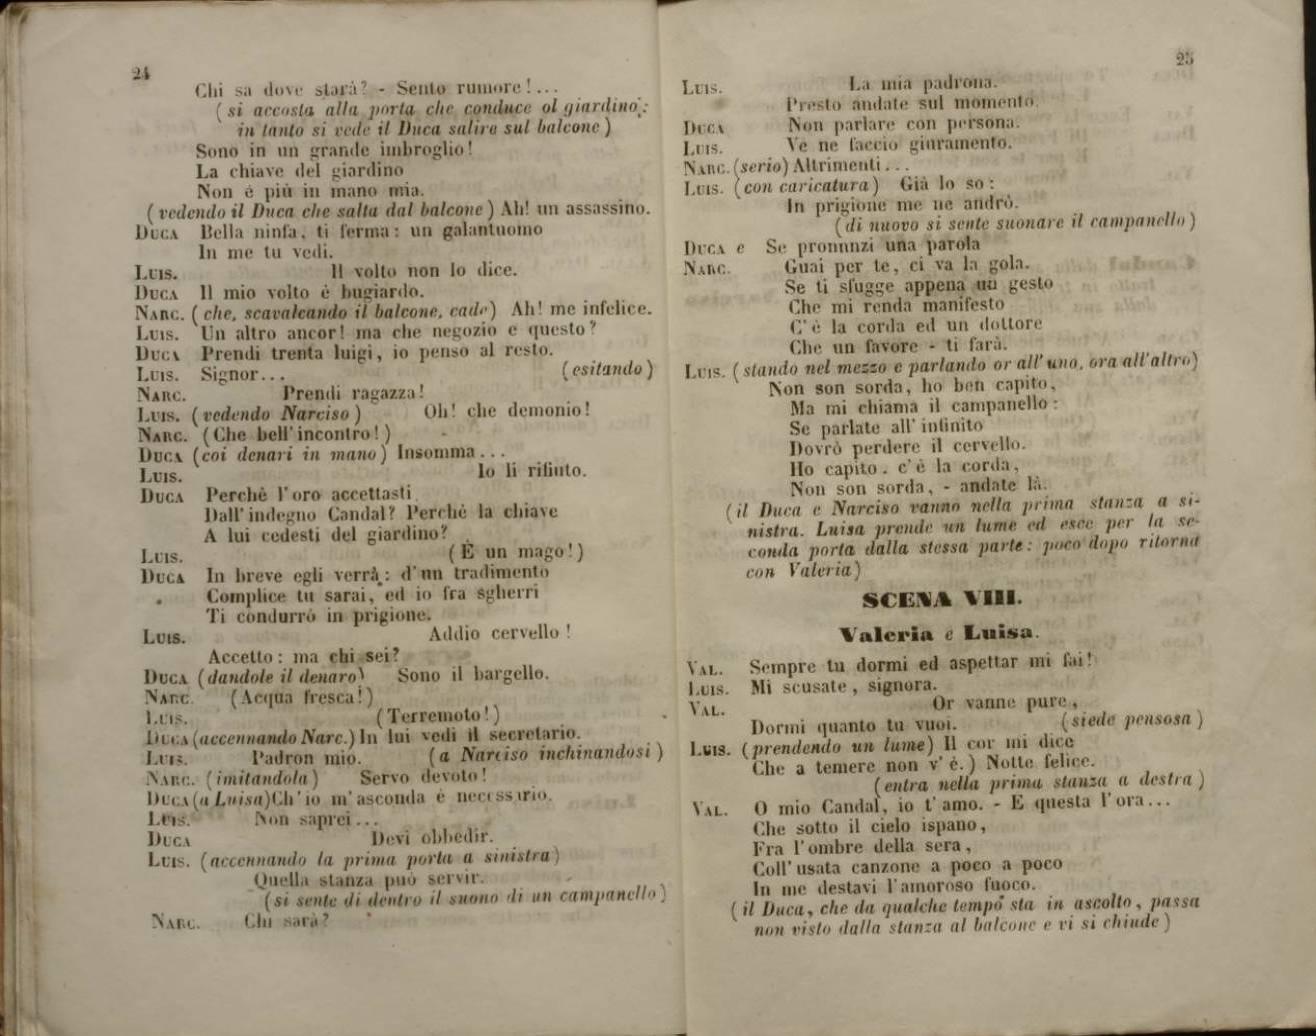 24
Chi sa dove starà? - Sento rumore!...
(si accosta alla porta che conduce ol giardino;
in tanto si vede il Duca salire sul balcone)
Sono in un grande imbroglio!
La chiave del giardino
Non é più in mano mia.
(vedendo il Duca che salta dal balcone) Ah! un assassino.
DUCA Bella ninfa, ti ferma: un galantuomo
In me tu vedi.
LUIS. Il volto non lo dice.
DUCA Il mio volto è bugiardo.
NARC. (che, scavalcando il balcone, cade) Ah! me infelice.
LUIS. Un altro ancor! ma che negozio e questo?
DUCA Prendi trenta luigi, io penso al resto.
LUIS. Signor... (esitando)
NARC. Prendi ragazza!
LUIS. (vedendo Narciso) Oh! che demonio!
NARC. (Che bell'incontro!)
DUCA (coi denari in mano) Insomma...
LUIS. Io li rifiuto.
DUCA Perchè l'oro accettasti
Dall'indegno Candal? Perchè la chiave
A lui cedesti del giardino?
LUIS. (È un mago!)
DUCA In breve egli verrà: d'un tradimento
Complice tu sarai, ed io fra sgherri
Ti condurrò in prigione.
LUIS. Addio cervello!
Accetto: ma chi sei?
DUCA (dandole il denaro) Sono il bargello.
NARC. (Acqua fresca!)
LUIS. (Terremoto!)
DUCA (accennando Narc.) In lui vedi il secretario.
LUIS. Padron mio. (a Narciso inchinandosi)
NARC. (imitandola) Servo devoto!
DUCA (a Luisa) Ch'io m'asconda è necessario.
LUIS. Non saprei...
DUCA Devi obbedir.
LUIS. (accennando la prima porta a sinistra)
Quella stanza può servir.
(si sente di dentro il suono di un campanello)
NARC. Chi sarà?
25
LUIS. La mia padrona.
Presto andate sul momento.
DUCA Non parlare con persona.
LUIS. Ve ne faccio giuramento.
NARC. (serio) Altrimenti...
LUIS. (con caricatura) Già lo so:
In prigione me ne andrò.
(di nuovo si sente suonare il campanello)
DUCA e Se pronunzi una parola
NARC. Guai per te, ci va la gola.
Se ti sfugge appena un gesto
Che mi renda manifesto
C'è la corda ed un dottore
Che un favore - ti farà.
LUIS. (stando nel mezzo e parlando or all'uno, ora all'altro)
Non son sorda, ho ben capito,
Ma mi chiama il campanello:
Se parlate all'infinito
Dovrò perdere il cervello.
Ho capito. c'è la corda,
Non son sorda, - andate là.
(il Duca e Narciso vanno nella prima stanza a si-
nistra. Luisa prende un lume ed esce per la se-
conda porta dalla stessa parte: poco dopo ritorna
con Valeria)
SCENA VIII.
Valeria e Luisa.
VAL. Sempre tu dormi ed aspettar mi fai!
LUIS. Mi scusate, signora.
VAL. Or vanne pure,
Dormi quanto tu vuoi. (siede pensosa)
LUIS. (prendendo un lume) Il cor mi dice
Che a temere non v'è.) Notte felice.
(entra nella prima stanza a destra)
VAL. O mio Candal, io t'amo. - E questa l'ora...
Che sotto il cielo ispano,
Fra l'ombre della sera,
Coll'usata canzone a poco a poco
In me destavi l'amoroso fuoco.
(il Duca, che da qualche tempo sta in ascolto, passa
non visto dalla stanza al balcone e vi si chiude)